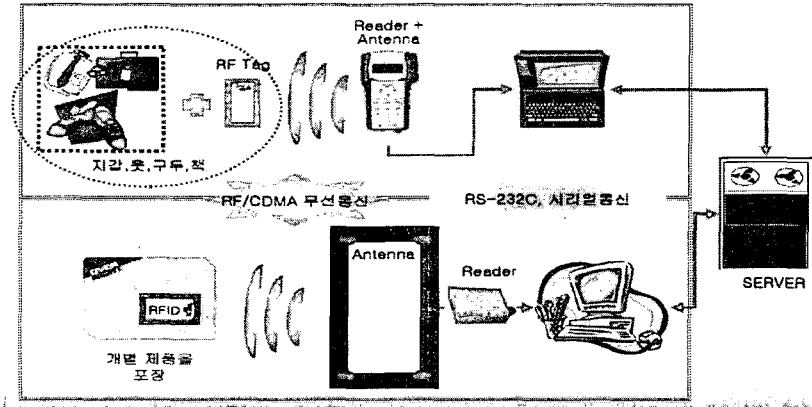 Reader +
Antenna
RF Tag
지갑,옷,구두,책
RF/CDMA 무선통신
RS-232C, 시리얼통신
SERVER
Antenna
Reader
RFID
개별 제품을
포장